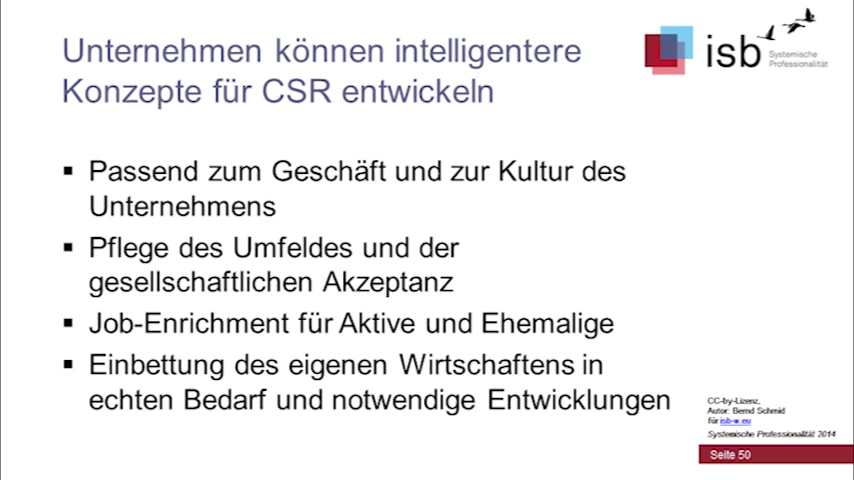 Unternehmen können intelligentere
Konzepte für CSR entwickeln
isb
Systemische
Professionalität
▪ Passend zum Geschäft und zur Kultur des
Unternehmens
▪ Pflege des Umfeldes und der
gesellschaftlichen Akzeptanz
▪ Job-Enrichment für Aktive und Ehemalige
▪ Einbettung des eigenen Wirtschaftens in
echten Bedarf und notwendige Entwicklungen
CC-by-Lizenz,
Autor: Bernd Schmid
für isb-w.eu
Systemische Professionalität 2014
Seite 50